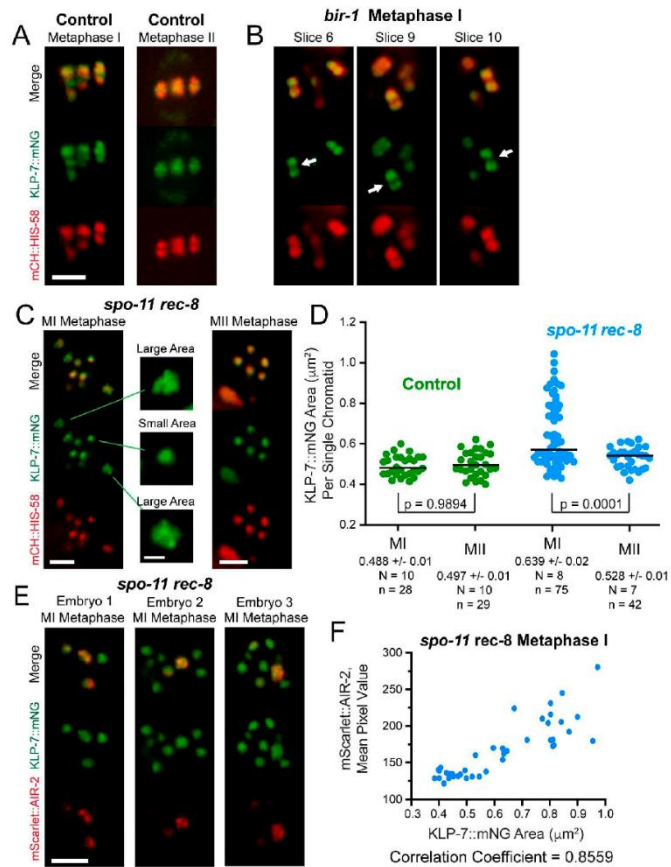 A
Control
Metaphase I
Control
Metaphase II
Merge
KLP-7::mNG
mCH::HIS-58
B
bir-1 Metaphase I
Slice 6
Slice 9
Slice 10
C
spo-11 rec-8
MI Metaphase
MII Metaphase
Merge
KLP-7::mNG
mCH::HIS-58
Large Area
Small Area
Large Area
D
spo-11 rec-8
Control
KLP-7::mNG Area (μm²)
Per Single Chromatid
1.2
1.0
0.8
0.6
0.4
0.2
p = 0.9894
p = 0.0001
MI
0.488 +/- 0.01
N = 10
n = 28
MII
0.497 +/- 0.01
N = 10
n = 29
MI
0.639 +/- 0.02
N = 8
n = 75
MII
0.528 +/- 0.01
N = 7
n = 42
E
spo-11 rec-8
Embryo 1
MI Metaphase
Embryo 2
MI Metaphase
Embryo 3
MI Metaphase
Merge
KLP-7::mNG
mScarlet::AIR-2
F
spo-11 rec-8 Metaphase I
mScarlet::AIR-2,
Mean Pixel Value
300
250
200
150
100
0.3 0.4 0.5 0.6 0.7 0.8 0.9 1.0
KLP-7::mNG Area (μm²)
Correlation Coefficient = 0.8559